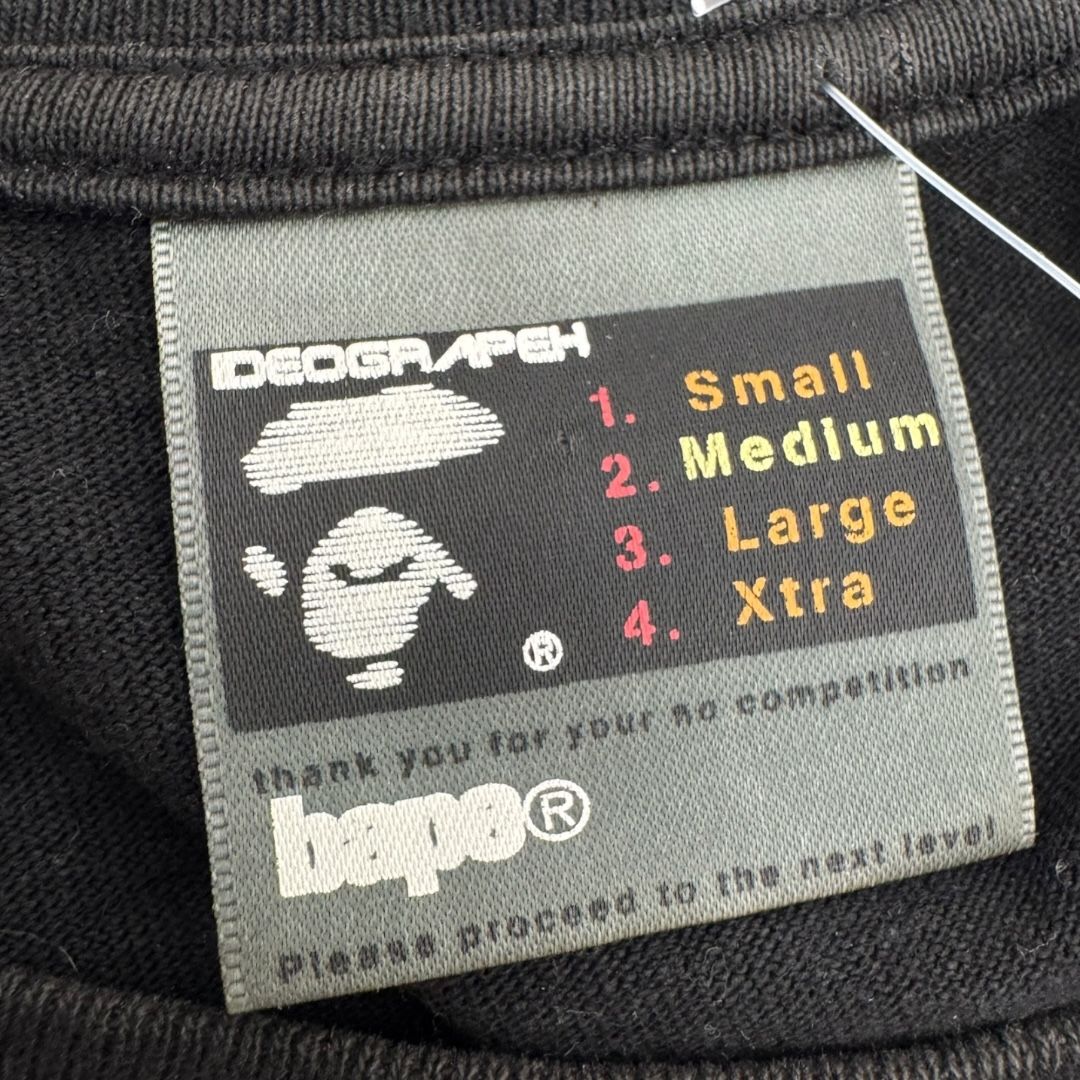 IDEOGRAPEH
1. Small
2. Medium
3. Large
4. Xtra
®
thank you for your no competition
bape®
Please proceed to the next level